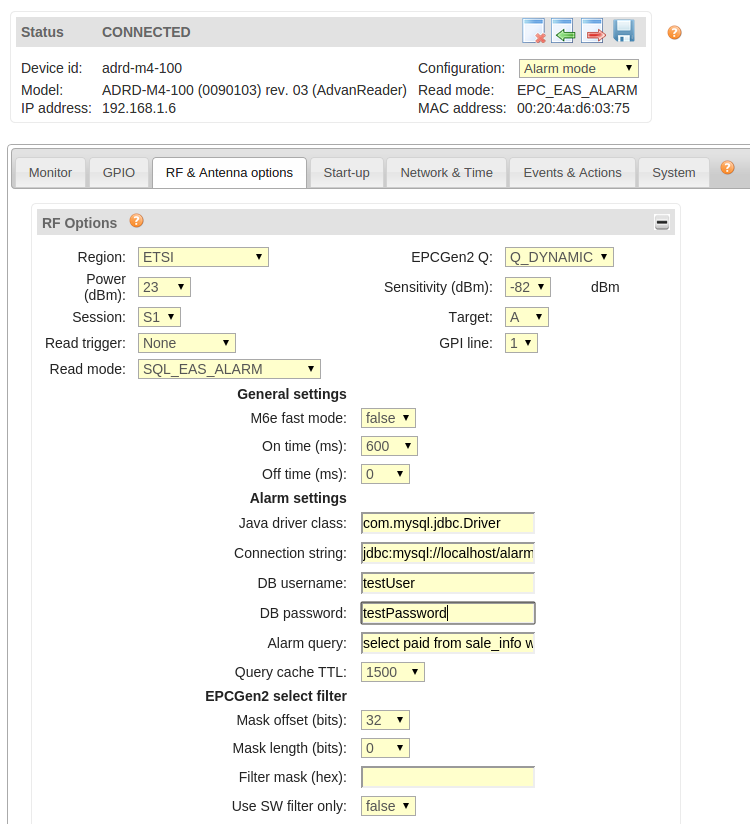 Status CONNECTED
Device id: adrd-m4-100 Configuration: Alarm mode
Model: ADRD-M4-100 (0090103) rev. 03 (AdvanReader) Read mode: EPC_EAS_ALARM
IP address: 192.168.1.6 MAC address: 00:20:4a:d6:03:75
Monitor GPIO RF & Antenna options Start-up Network & Time Events & Actions System
RF Options
Region: ETSI EPCGen2 Q: Q_DYNAMIC
Power
(dBm): 23 Sensitivity (dBm): -82 dBm
Session: S1 Target: A
Read trigger: None GPI line: 1
Read mode: SQL_EAS_ALARM
General settings
M6e fast mode: false
On time (ms): 600
Off time (ms): 0
Alarm settings
Java driver class: com.mysql.jdbc.Driver
Connection string: jdbc:mysql://localhost/alarm
DB username: testUser
DB password: testPassword
Alarm query: select paid from sale_info w
Query cache TTL: 1500
EPCGen2 select filter
Mask offset (bits): 32
Mask length (bits): 0
Filter mask (hex):
Use SW filter only: false